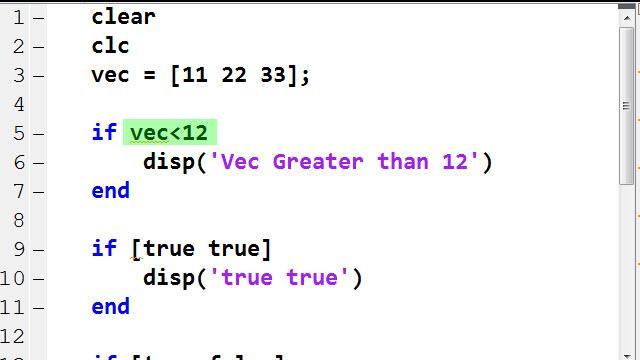 1 – clear
2 – clc
3 – vec = [11 22 33];
4
5 – if vec<12
6 – disp('Vec Greater than 12')
7 – end
8
9 – if [true true]
10 – disp('true true')
11 – end
12